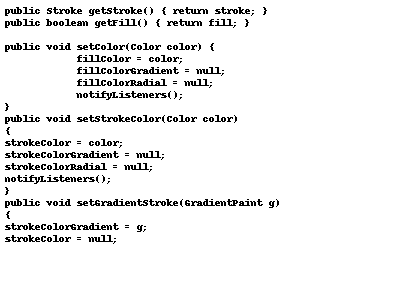 public Stroke getStroke() { return stroke; }
public boolean getFill() { return fill; }
public void setColor(Color color) {
fillColor = color;
fillColorGradient = null;
fillColorRadial = null;
notifyListeners();
}
public void setStrokeColor(Color color)
{
strokeColor = color;
strokeColorGradient = null;
strokeColorRadial = null;
notifyListeners();
}
public void setGradientStroke(GradientPaint g)
{
strokeColorGradient = g;
strokeColor = null;